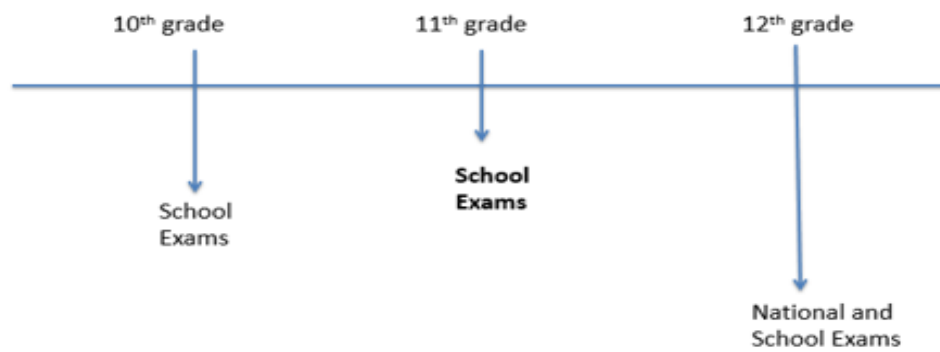 10th grade
11th grade
12th grade
School
Exams
School
Exams
National and
School Exams